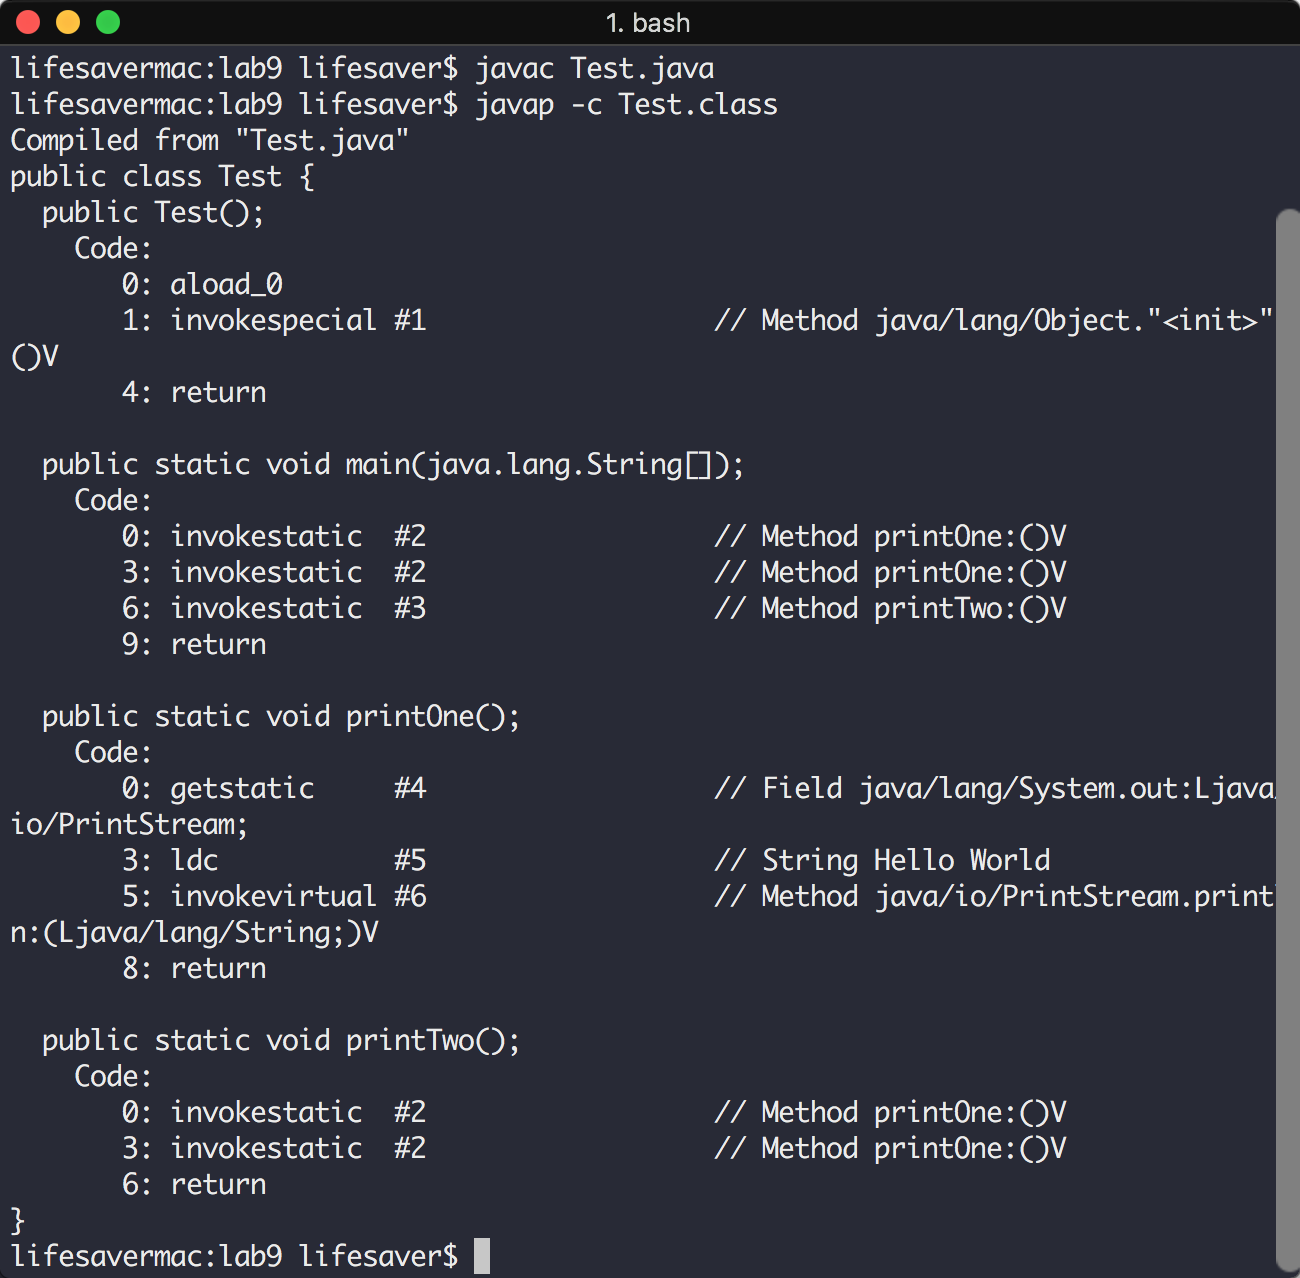 1. bash
lifesavermac:lab9 lifesaver$ javac Test.java
lifesavermac:lab9 lifesaver$ javap -c Test.class
Compiled from "Test.java"
public class Test {
  public Test();
    Code:
       0: aload_0
       1: invokespecial #1                  // Method java/lang/Object."<init>":
()V
       4: return

  public static void main(java.lang.String[]);
    Code:
       0: invokestatic  #2                  // Method printOne:()V
       3: invokestatic  #2                  // Method printOne:()V
       6: invokestatic  #3                  // Method printTwo:()V
       9: return

  public static void printOne();
    Code:
       0: getstatic     #4                  // Field java/lang/System.out:Ljava/
io/PrintStream;
       3: ldc           #5                  // String Hello World
       5: invokevirtual #6                  // Method java/io/PrintStream.printl
n:(Ljava/lang/String;)V
       8: return

  public static void printTwo();
    Code:
       0: invokestatic  #2                  // Method printOne:()V
       3: invokestatic  #2                  // Method printOne:()V
       6: return
}
lifesavermac:lab9 lifesaver$